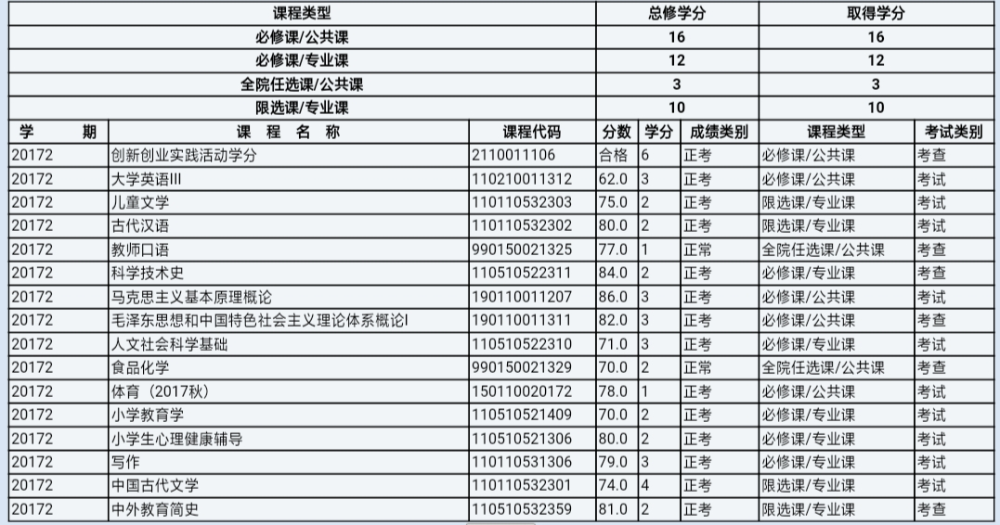 课程类型 总修学分 取得学分
必修课/公共课 16 16
必修课/专业课 12 12
全院任选课/公共课 3 3
限选课/专业课 10 10
学 期 课 程 名 称 课程代码 分数 学分 成绩类别 课程类型 考试类别
20172 创新创业实践活动学分 2110011106 合格 6 正考 必修课/公共课 考查
20172 大学英语III 110210011312 62.0 3 正考 必修课/公共课 考试
20172 儿童文学 110110532303 75.0 2 正考 限选课/专业课 考试
20172 古代汉语 110110532302 80.0 2 正考 限选课/专业课 考试
20172 教师口语 990150021325 77.0 1 正常 全院任选课/公共课 考查
20172 科学技术史 110510522311 84.0 2 正考 必修课/专业课 考查
20172 马克思主义基本原理概论 190110011207 86.0 3 正考 必修课/公共课 考试
20172 毛泽东思想和中国特色社会主义理论体系概论I 190110011311 82.0 3 正考 必修课/公共课 考查
20172 人文社会科学基础 110510522310 71.0 3 正考 必修课/专业课 考试
20172 食品化学 990150021329 70.0 2 正常 全院任选课/公共课 考查
20172 体育（2017秋） 150110020172 78.0 1 正考 必修课/公共课 考试
20172 小学教育学 110510521409 70.0 2 正考 必修课/专业课 考试
20172 小学生心理健康辅导 110510521306 80.0 2 正考 必修课/专业课 考试
20172 写作 110110531306 79.0 3 正考 必修课/专业课 考试
20172 中国古代文学 110110532301 74.0 4 正考 限选课/专业课 考试
20172 中外教育简史 110510532359 81.0 2 正考 限选课/专业课 考查